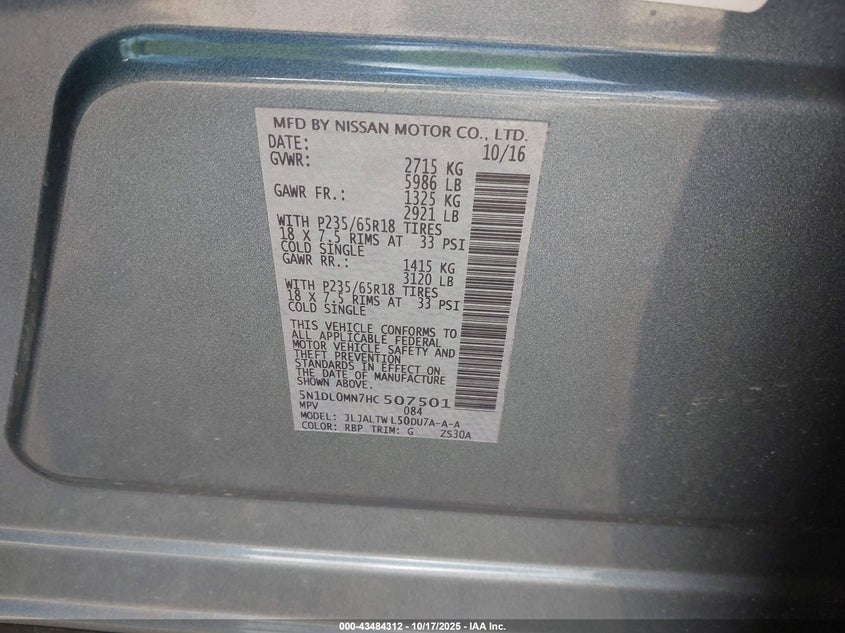 MFD BY NISSAN MOTOR CO., LTD.
DATE: 10/16
GVWR: 2715 KG
5986 LB
GAWR FR.: 1325 KG
2921 LB
WITH P235/65R18 TIRES
18 X 7.5 RIMS AT 33 PSI
COLD SINGLE
GAWR RR.: 1415 KG
3120 LB
WITH P235/65R18 TIRES
18 X 7.5 RIMS AT 33 PSI
COLD SINGLE
THIS VEHICLE CONFORMS TO
ALL APPLICABLE FEDERAL
MOTOR VEHICLE SAFETY AND
THEFT PREVENTION
STANDARDS IN EFFECT ON
THE DATE OF MANUFACTURE
SHOWN ABOVE.
5N1DL0MN7HC 507501
MPV 084
MODEL: JLJALTW L50DU7A-A-A
COLOR: RBP TRIM: G ZS30A
000-43484312 - 10/17/2025 - IAA Inc.